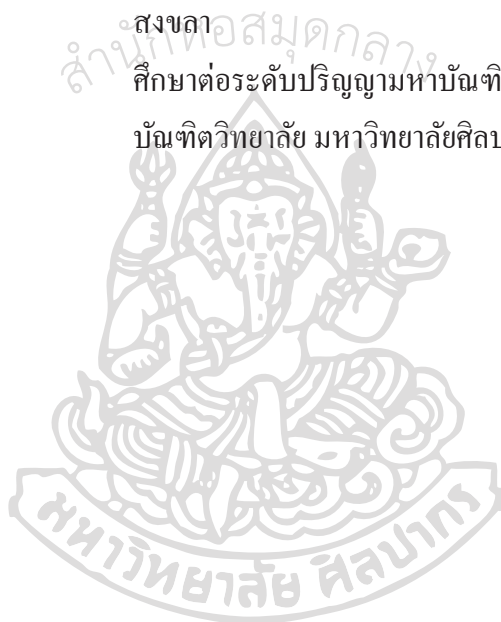 สงขลา
สำนักหอสมุดกลาง
ศึกษาต่อระดับปริญญามหาบัณฑิ
บัณฑิตวิทยาลัย มหาวิทยาลัยศิลป
มหาวิทยาลัย ศิลปากร